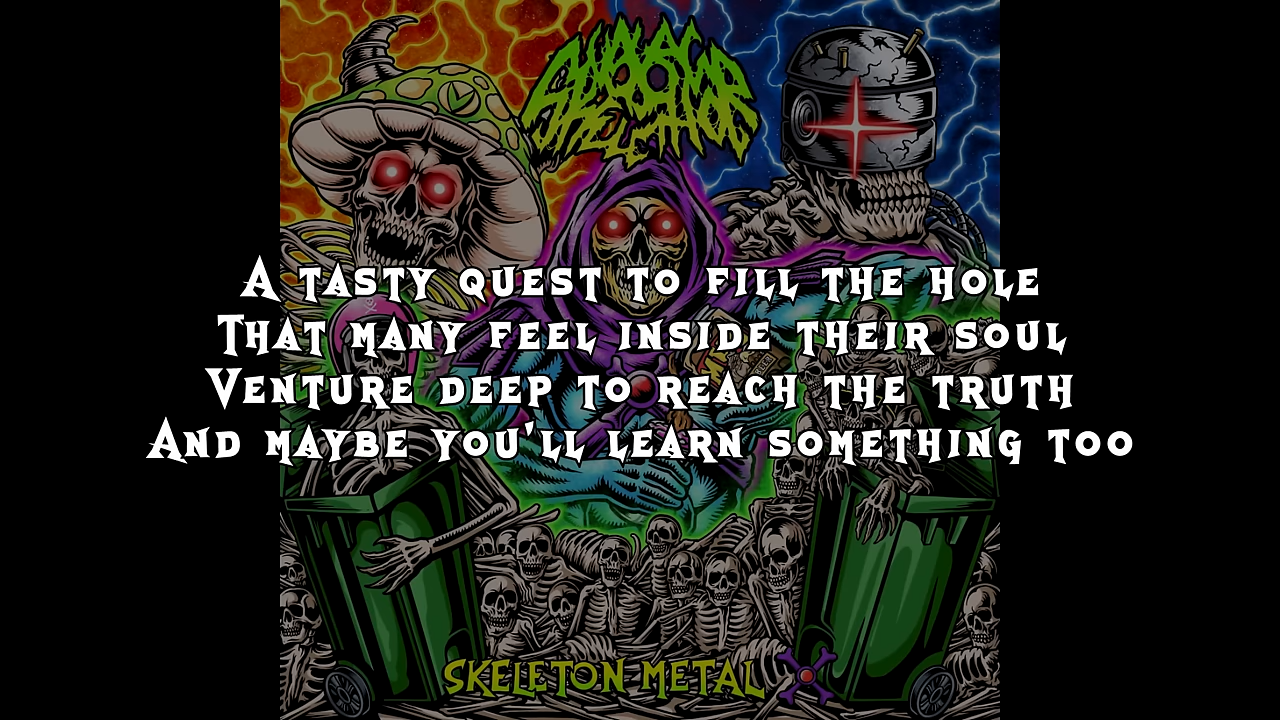 A tasty quest to fill the hole
That many feel inside their soul
Venture deep to reach the truth
And maybe you'll learn something too
SKELETON METAL